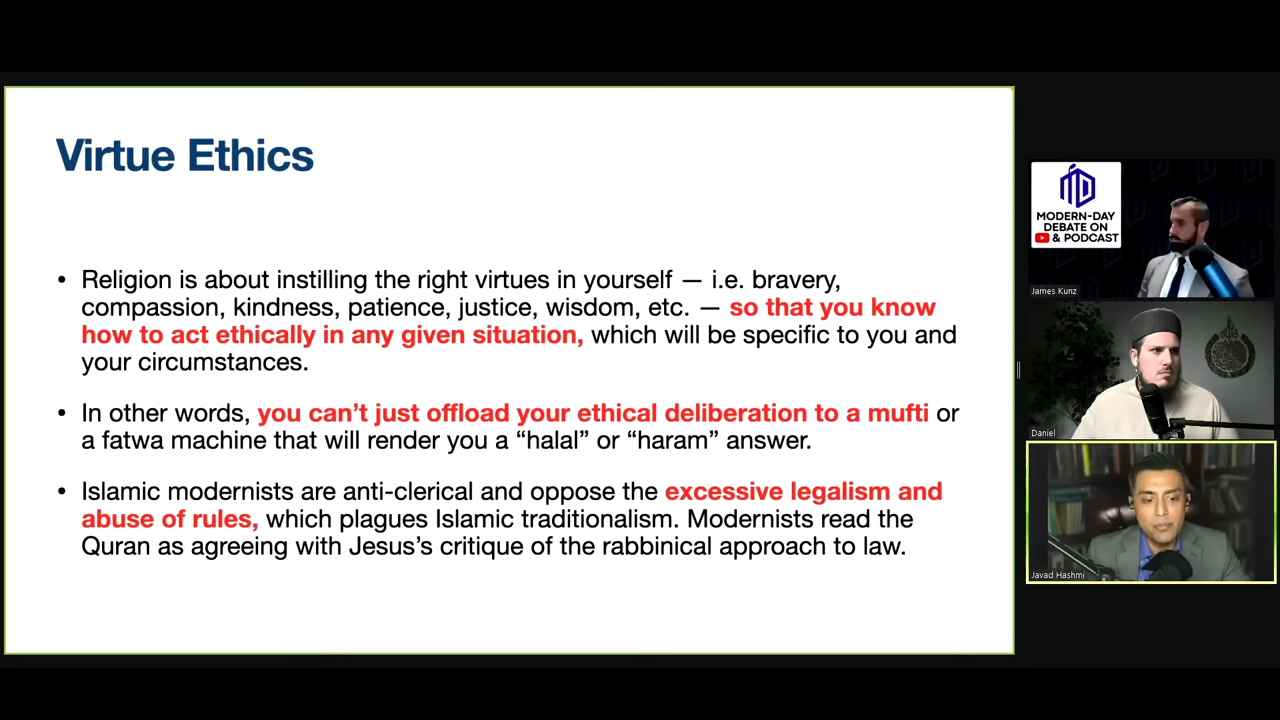 Virtue Ethics
• Religion is about instilling the right virtues in yourself — i.e. bravery,
compassion, kindness, patience, justice, wisdom, etc. — so that you know
how to act ethically in any given situation, which will be specific to you and
your circumstances.
• In other words, you can’t just offload your ethical deliberation to a mufti or
a fatwa machine that will render you a “halal” or “haram” answer.
• Islamic modernists are anti-clerical and oppose the excessive legalism and
abuse of rules, which plagues Islamic traditionalism. Modernists read the
Quran as agreeing with Jesus’s critique of the rabbinical approach to law.
MODERN-DAY
DEBATE ON
& PODCAST
James Kunz
Daniel
Javad Hashmi